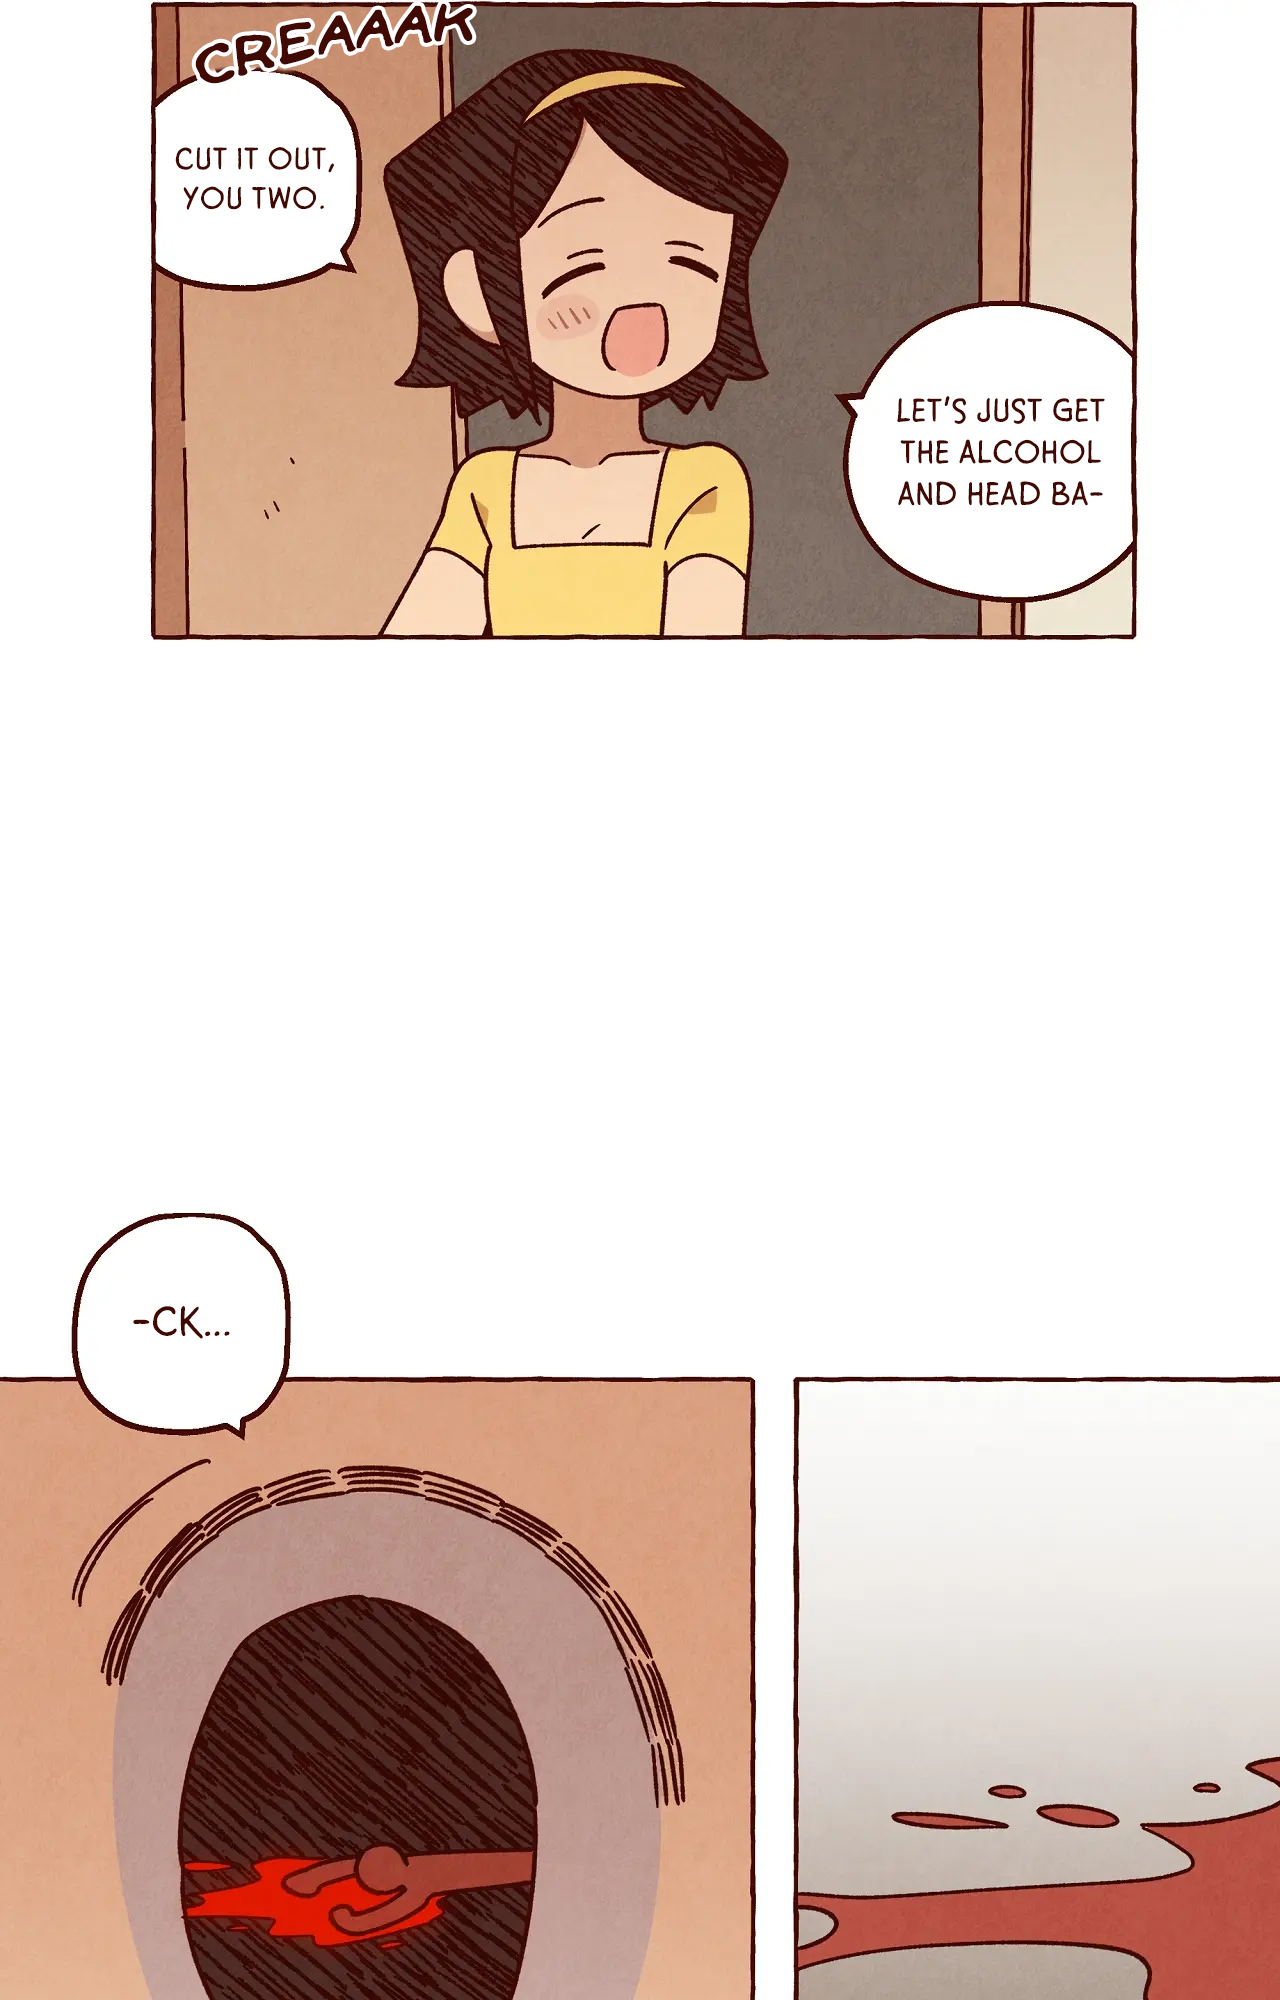 CREAAAK
CUT IT OUT,
YOU TWO.
LET'S JUST GET
THE ALCOHOL
AND HEAD BA-
-CK...